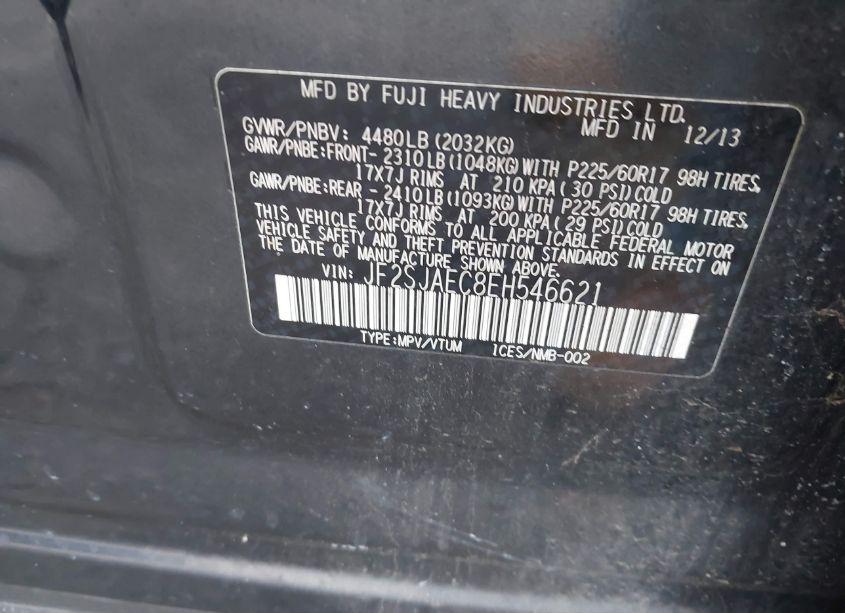 MFD BY FUJI HEAVY INDUSTRIES LTD.
MFD IN 12/13
GVWR/PNBV: 4480LB(2032KG)
GAWR/PNBE:FRONT- 2310LB(1048KG)WITH P225/60R17 98H TIRES,
17X7J RIMS AT 210 KPA(30 PSI)COLD
GAWR/PNBE:REAR - 2410LB(1093KG)WITH P225/60R17 98H TIRES,
17X7J RIMS AT 200 KPA(29 PSI)COLD
THIS VEHICLE CONFORMS TO ALL APPLICABLE FEDERAL MOTOR
VEHICLE SAFETY AND THEFT PREVENTION STANDARDS IN EFFECT ON
THE DATE OF MANUFACTURE SHOWN ABOVE.
VIN: JF2SJAEC8EH546621
TYPE:MPV/VTUM ICES/NMB-002